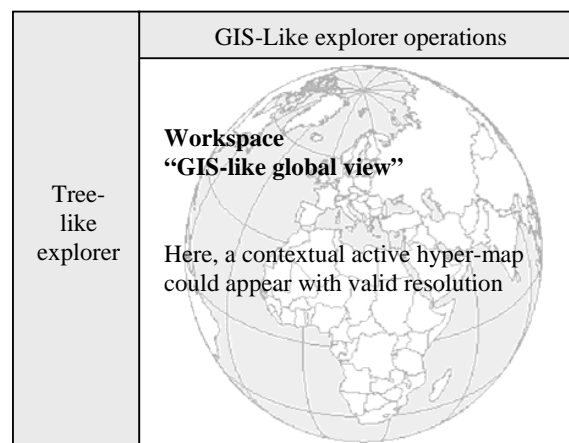 GIS-Like explorer operations
Tree-
like
explorer
Workspace
“GIS-like global view”
Here, a contextual active hyper-map
could appear with valid resolution